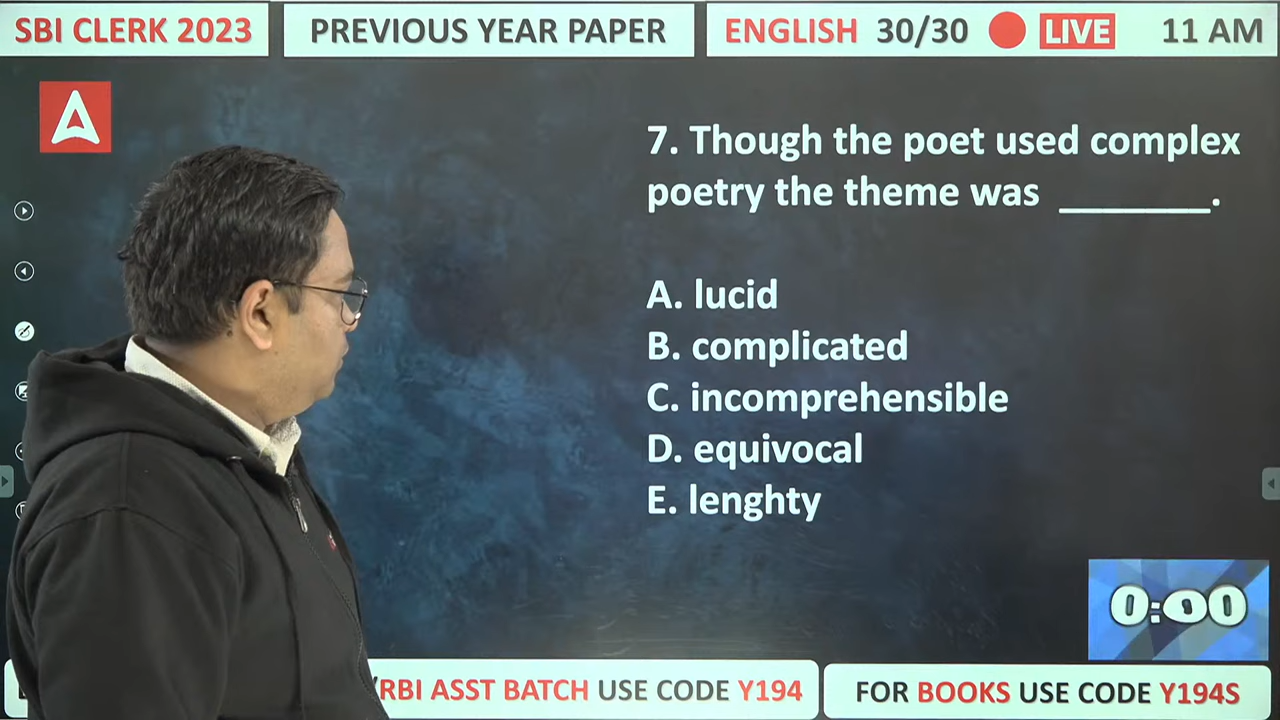 SBI CLERK 2023
PREVIOUS YEAR PAPER
ENGLISH 30/30 LIVE 11 AM
A
7. Though the poet used complex
poetry the theme was ________.
A. lucid
B. complicated
C. incomprehensible
D. equivocal
E. lenghty
0:00
/RBI ASST BATCH USE CODE Y194
FOR BOOKS USE CODE Y194S